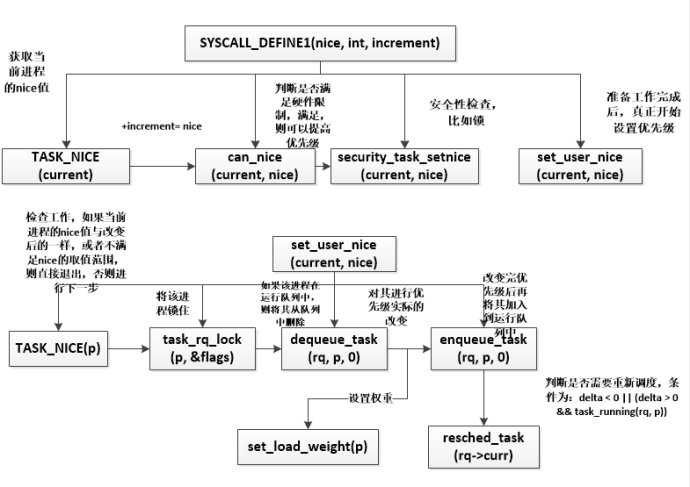 SYSCALL_DEFINE1(nice, int, increment)
获取当
前进程
的nice值
+increment= nice
判断是否满
足硬件限
制，满足，
则可以提高
优先级
安全性检查，
比如锁
准备工作完成
后，真正开始
设置优先级
TASK_NICE
(current)
can_nice
(current, nice)
security_task_setnice
(current, nice)
set_user_nice
(current, nice)
检查工作，如果当前
进程的nice值与改变
后的一样，或者不满
足nice的取值范围，
则直接退出，否则进
行下一步
将该进
程锁住
set_user_nice
(current, nice)
如果该进程在
运行队列中，
则将其从队列
中删除
对其进行优
先级实际的
改变
改变完优
先级后再
将其加入
到运行队
列中
TASK_NICE(p)
task_rq_lock
(p, &flags)
dequeue_task
(rq, p, 0)
enqueue_task
(rq, p, 0)
设置权重
set_load_weight(p)
resched_task
(rq->curr)
判断是否需要重新调度，条
件为：delta < 0 || (delta > 0
&& task_running(rq, p))